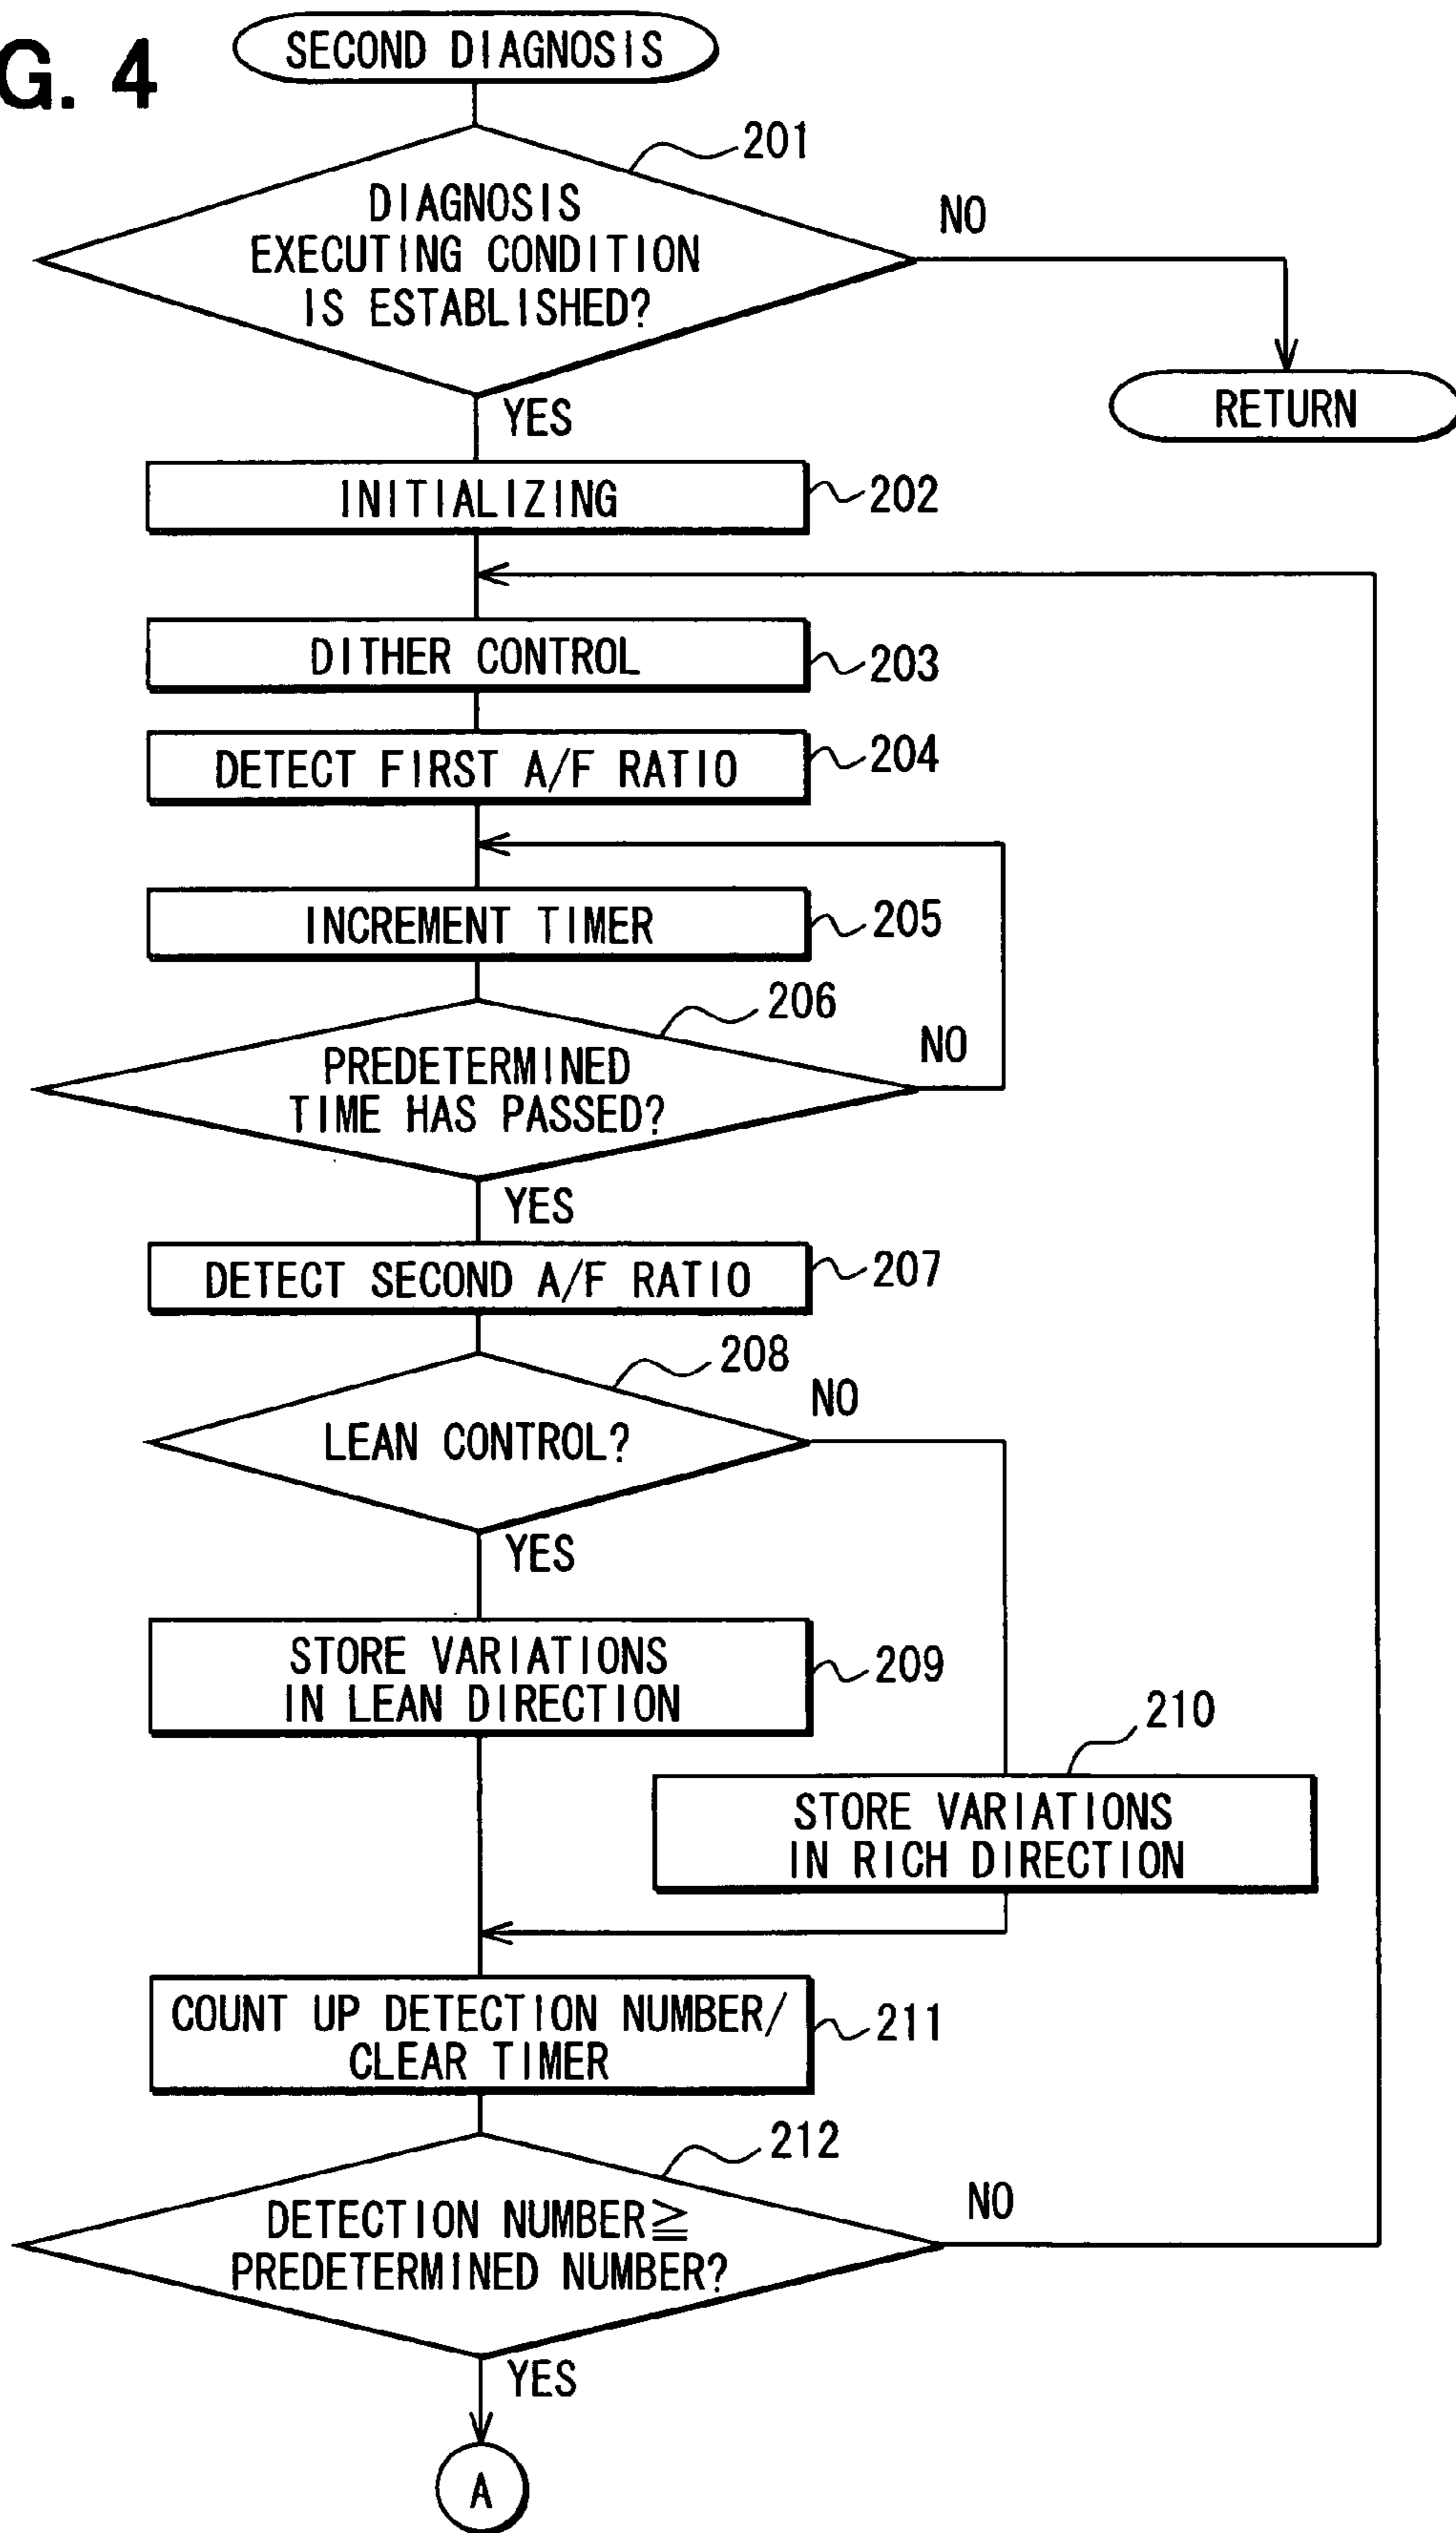 G. 4
SECOND DIAGNOSIS
201
DIAGNOSIS
EXECUTING CONDITION
IS ESTABLISHED?
NO
RETURN
YES
INITIALIZING
202
DITHER CONTROL
203
DETECT FIRST A/F RATIO
204
INCREMENT TIMER
205
206
PREDETERMINED
TIME HAS PASSED?
NO
YES
DETECT SECOND A/F RATIO
207
208
LEAN CONTROL?
NO
YES
STORE VARIATIONS
IN LEAN DIRECTION
209
210
STORE VARIATIONS
IN RICH DIRECTION
COUNT UP DETECTION NUMBER/
CLEAR TIMER
211
212
DETECTION NUMBER≧
PREDETERMINED NUMBER?
NO
YES
A